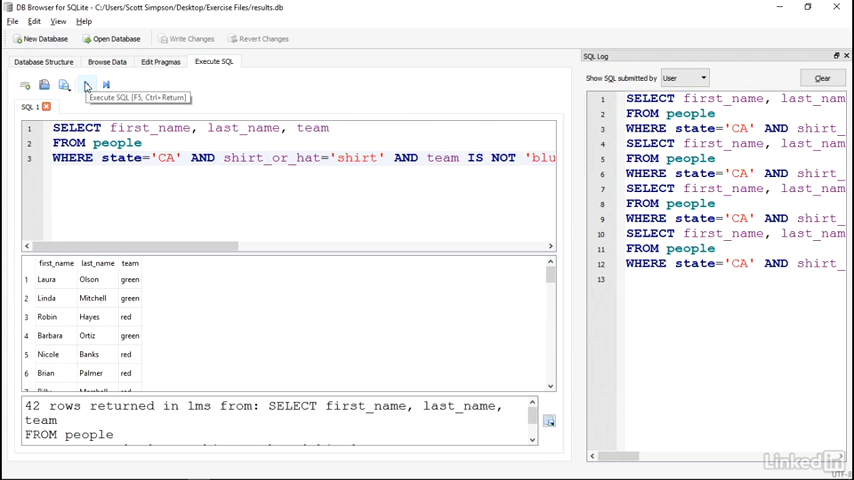 DB Browser for SQLite - C:/Users/Scott Simpson/Desktop/Exercise Files/results.db
File Edit View Help
New Database Open Database Write Changes Revert Changes
Database Structure Browse Data Edit Pragmas Execute SQL
Execute SQL [F5, Ctrl+Return]
SQL 1
1 SELECT first_name, last_name, team
2 FROM people
3 WHERE state='CA' AND shirt_or_hat='shirt' AND team IS NOT 'blu
first_name last_name team
1 Laura Olson green
2 Linda Mitchell green
3 Robin Hayes red
4 Barbara Ortiz green
5 Nicole Banks red
6 Brian Palmer red
42 rows returned in 1ms from: SELECT first_name, last_name,
team
FROM people
SQL Log
Show SQL submitted by User Clear
1 SELECT first_name, last_nam
2 FROM people
3 WHERE state='CA' AND shirt_
4 SELECT first_name, last_nam
5 FROM people
6 WHERE state='CA' AND shirt_
7 SELECT first_name, last_nam
8 FROM people
9 WHERE state='CA' AND shirt_
10 SELECT first_name, last_nam
11 FROM people
12 WHERE state='CA' AND shirt_
13
LinkedIn
UTF-8